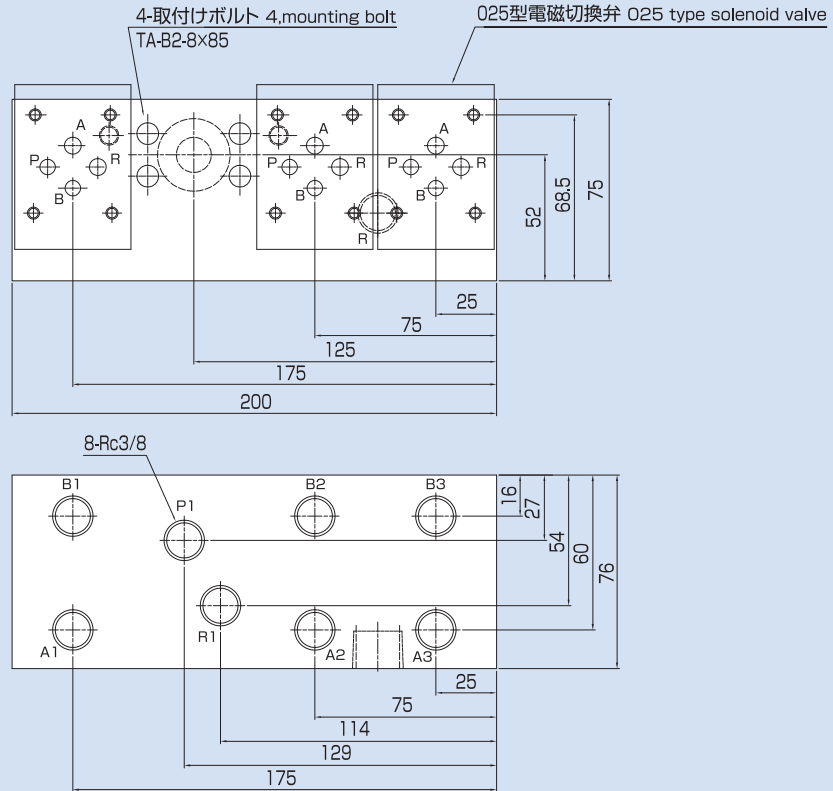 4-取付けボルト 4,mounting bolt
TA-B2-8×85
025型電磁切換弁 025 type solenoid valve
A
P
R
B
A
P
R
B
A
P
R
B
R
52
68.5
75
25
75
125
175
200
8-Rc3/8
B1
P1
B2
B3
16
27
54
60
76
A1
R1
A2
A3
25
75
114
129
175